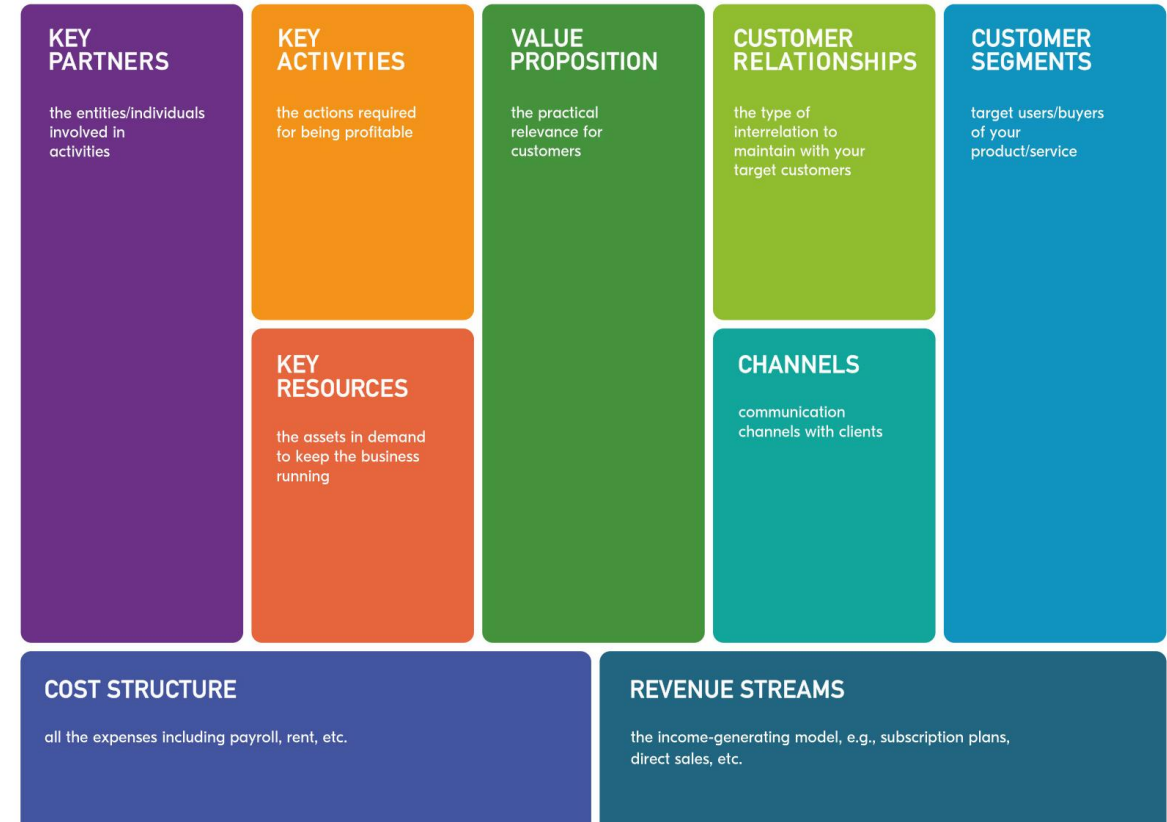 KEY
PARTNERS
the entities/individuals
involved in
activities
KEY
ACTIVITIES
the actions required
for being profitable
KEY
RESOURCES
the assets in demand
to keep the business
running
VALUE
PROPOSITION
the practical
relevance for
customers
CUSTOMER
RELATIONSHIPS
the type of
interrelation to
maintain with your
target customers
CHANNELS
communication
channels with clients
CUSTOMER
SEGMENTS
target users/buyers
of your
product/service
COST STRUCTURE
all the expenses including payroll, rent, etc.
REVENUE STREAMS
the income-generating model, e.g., subscription plans,
direct sales, etc.